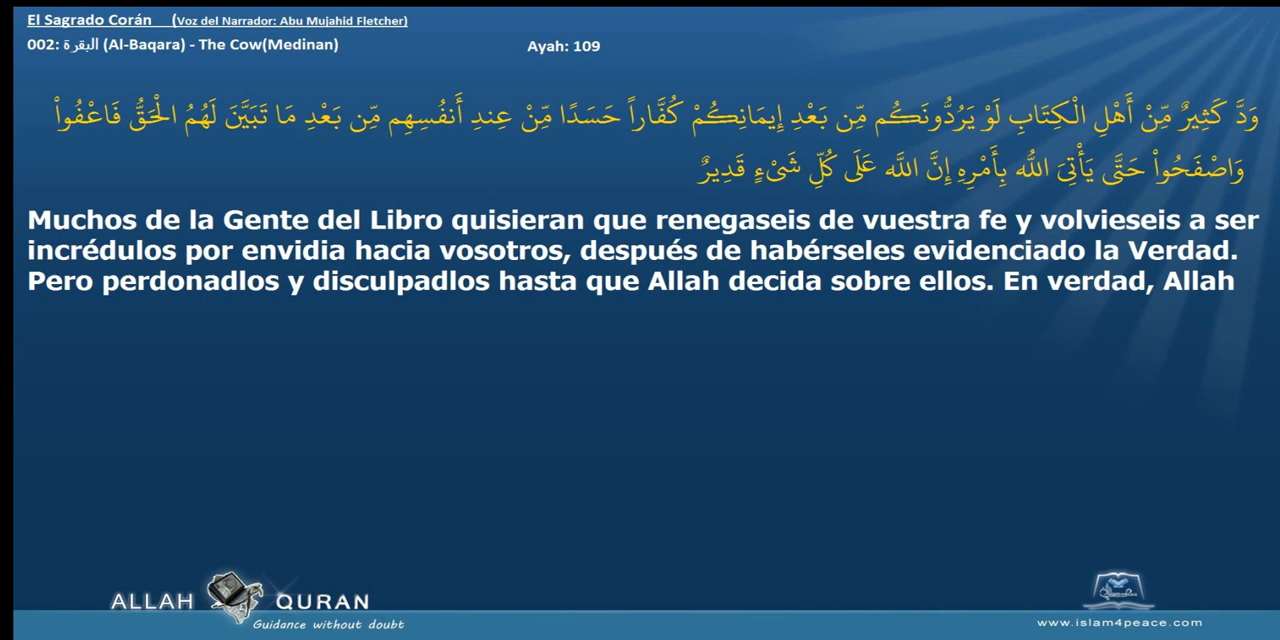 El Sagrado Corán (Voz del Narrador: Abu Mujahid Fletcher)
002: البقرة (Al-Baqara) - The Cow(Medinan)
Ayah: 109
وَدَّ كَثِيرٌ مِّنْ أَهْلِ الْكِتَابِ لَوْ يَرُدُّونَكُم مِّن بَعْدِ إِيمَانِكُمْ كُفَّاراً حَسَدًا مِّنْ عِندِ أَنفُسِهِم مِّن بَعْدِ مَا تَبَيَّنَ لَهُمُ الْحَقُّ فَاعْفُواْ
وَاصْفَحُواْ حَتَّى يَأْتِيَ اللّهُ بِأَمْرِهِ إِنَّ اللّهَ عَلَى كُلِّ شَيْءٍ قَدِيرٌ
Muchos de la Gente del Libro quisieran que renegaseis de vuestra fe y volvieseis a ser
incrédulos por envidia hacia vosotros, después de habérseles evidenciado la Verdad.
Pero perdonadlos y disculpadlos hasta que Allah decida sobre ellos. En verdad, Allah
ALLAH QURAN
Guidance without doubt
www.islam4peace.com